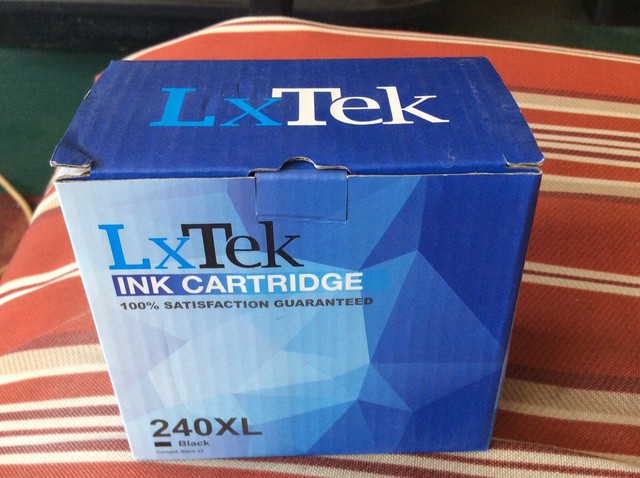 LxTek
LxTek
INK CARTRIDGE
100% SATISFACTION GUARANTEED
240XL
Black